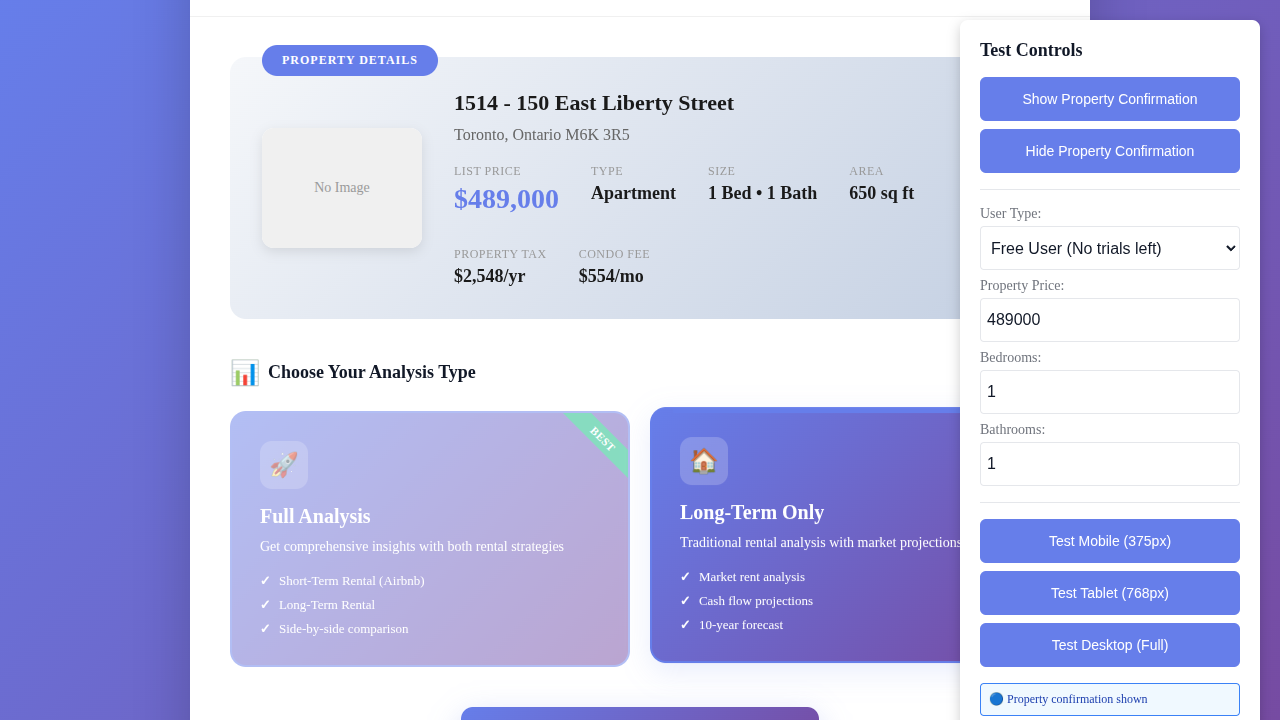 PROPERTY DETAILS
No Image
1514 - 150 East Liberty Street
Toronto, Ontario M6K 3R5
LIST PRICE
$489,000
TYPE
Apartment
SIZE
1 Bed • 1 Bath
AREA
650 sq ft
PROPERTY TAX
$2,548/yr
CONDO FEE
$554/mo
Choose Your Analysis Type
BEST
Full Analysis
Get comprehensive insights with both rental strategies
✓ Short-Term Rental (Airbnb)
✓ Long-Term Rental
✓ Side-by-side comparison
Long-Term Only
Traditional rental analysis with market projections
✓ Market rent analysis
✓ Cash flow projections
✓ 10-year forecast
Test Controls
Show Property Confirmation
Hide Property Confirmation
User Type:
Free User (No trials left)
Property Price:
489000
Bedrooms:
1
Bathrooms:
1
Test Mobile (375px)
Test Tablet (768px)
Test Desktop (Full)
Property confirmation shown